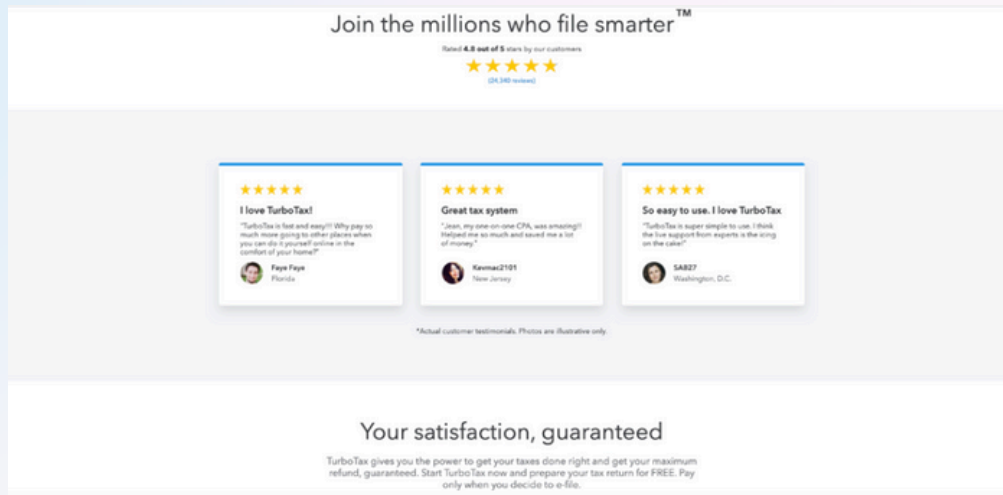 Join the millions who file smarter™
Rated 4.8 out of 5 stars by our customers
(24,340 reviews)
I love TurboTax!
"TurboTax is fast and easy!!! Why pay so
much more going to other places when
you can do it yourself online in the
comfort of your home?"
Faye Faye
Florida
Great tax system
"Jean, my one-on-one CPA, was amazing!!
Helped me so much and saved me a lot
of money."
Kevmac2101
New Jersey
So easy to use. I love TurboTax
"TurboTax is super simple to use. I think
the live support from experts is the icing
on the cake!"
SAB27
Washington, D.C.
*Actual customer testimonials. Photos are illustrative only.
Your satisfaction, guaranteed
TurboTax gives you the power to get your taxes done right and get your maximum
refund, guaranteed. Start TurboTax now and prepare your tax return for FREE. Pay
only when you decide to e-file.